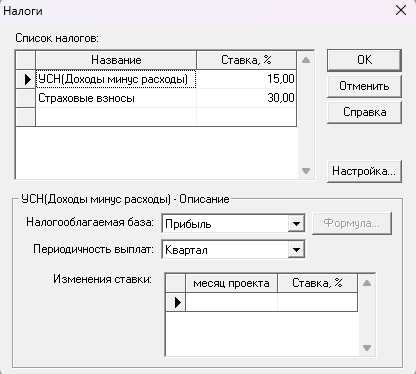 Налоги
Список налогов:
Название Ставка, %
УСН(Доходы минус расходы) 15,00
Страховые взносы 30,00
OK
Отменить
Справка
Настройка...
УСН(Доходы минус расходы) - Описание
Налогооблагаемая база: Прибыль Формула...
Периодичность выплат: Квартал
Изменения ставки: месяц проекта Ставка, %